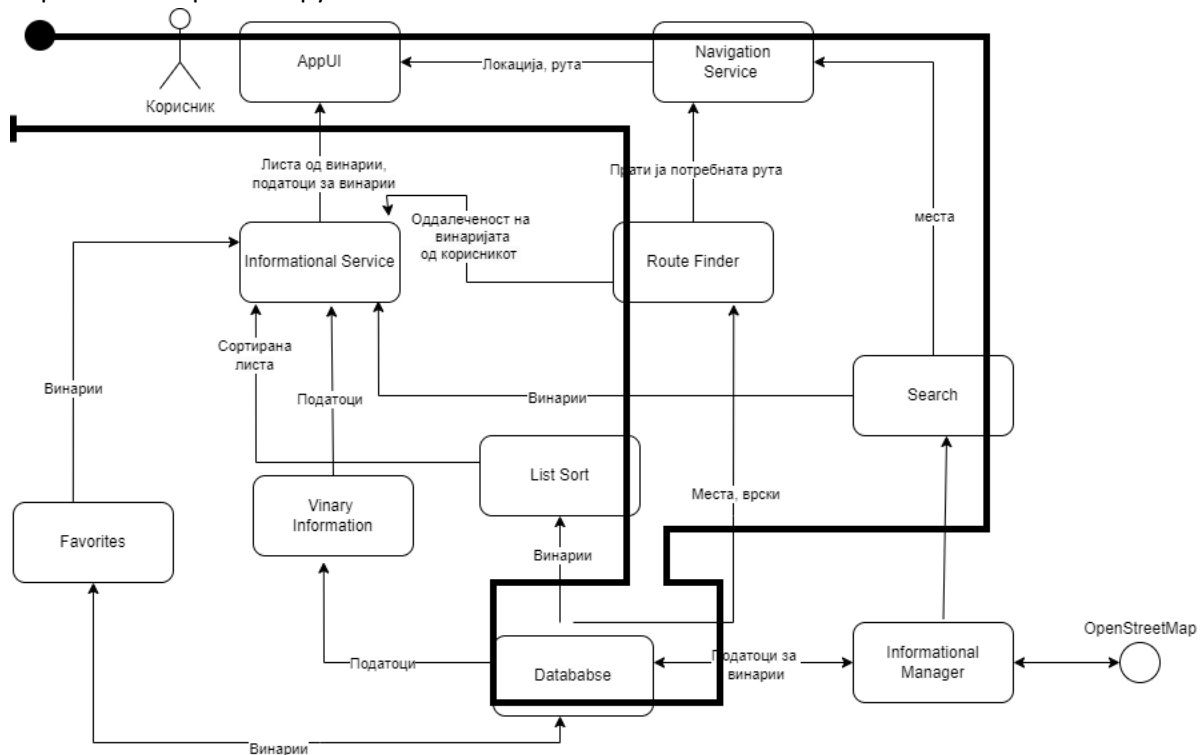 AppUI
Navigation
Service
Локација, рута
Корисник
Листа од винарии,
податоци за винарии
Прати ја потребната рута
места
Оддалеченост на
винаријата
од корисникот
Informational Service
Route Finder
Сортирана
листа
Винарии
Податоци
Винарии
Search
List Sort
Места, врски
Vinary
Information
Favorites
Винарии
OpenStreetMap
Податоци
Datababse
Податоци за
винарии
Informational
Manager
Винарии